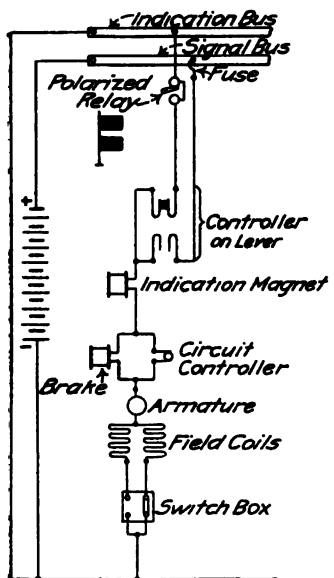 Indication Bus
Signal Bus
Fuse
Polarized
Relay
Controller
on Lever
+
Indication Magnet
Circuit
Controller
-
Brake
Armature
Field Coils
Switch Box